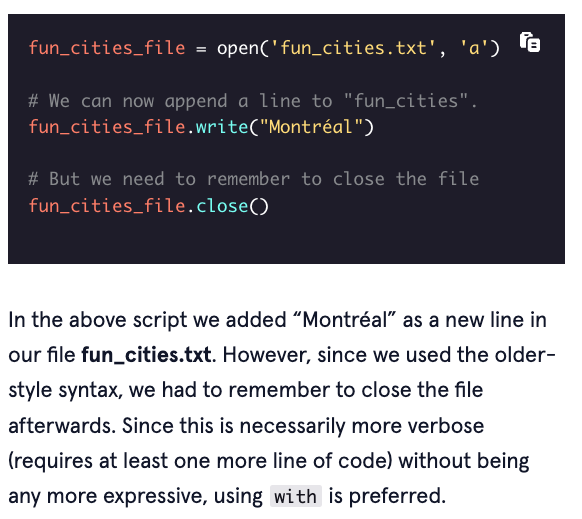 fun_cities_file = open('fun_cities.txt', 'a')
# We can now append a line to "fun_cities".
fun_cities_file.write("Montréal")
# But we need to remember to close the file
fun_cities_file.close()
In the above script we added “Montréal” as a new line in
our file fun_cities.txt. However, since we used the older-
style syntax, we had to remember to close the file
afterwards. Since this is necessarily more verbose
(requires at least one more line of code) without being
any more expressive, using with is preferred.